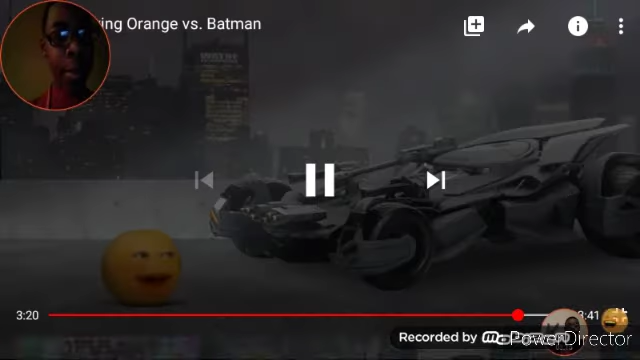 ing Orange vs. Batman
3:20
3:41
Recorded by
PowerDirector